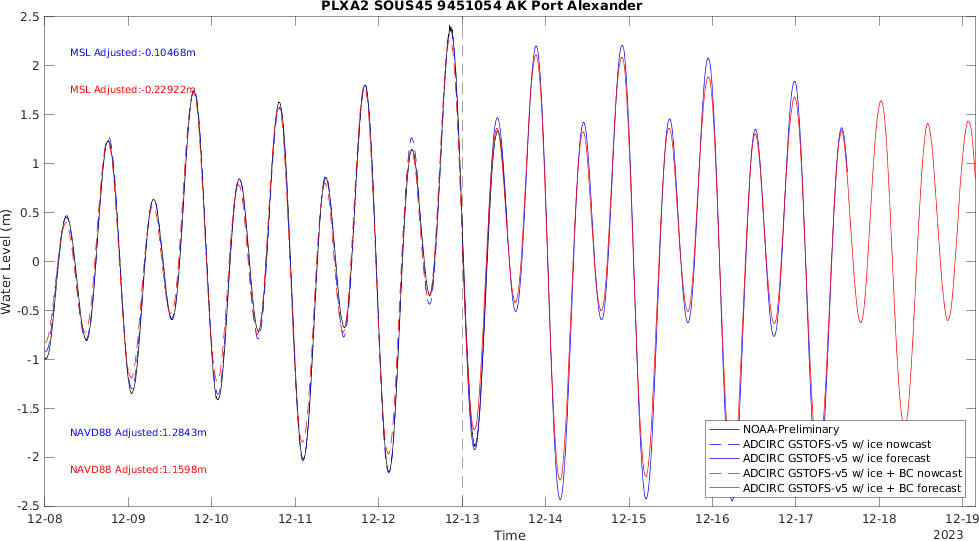 PLXA2 SOUS45 9451054 AK Port Alexander
2.5
2
1.5
1
0.5
0
-0.5
-1
-1.5
-2
-2.5
Water Level (m)
MSL Adjusted:-0.10468m
MSL Adjusted:-0.22922m
NAVD88 Adjusted:1.2843m
NAVD88 Adjusted:1.1598m
NOAA-Preliminary
ADCIRC GSTOFS-v5 w/ ice nowcast
ADCIRC GSTOFS-v5 w/ ice forecast
ADCIRC GSTOFS-v5 w/ ice + BC nowcast
ADCIRC GSTOFS-v5 w/ ice + BC forecast
12-08 12-09 12-10 12-11 12-12 12-13 12-14 12-15 12-16 12-17 12-18 12-19
Time
2023